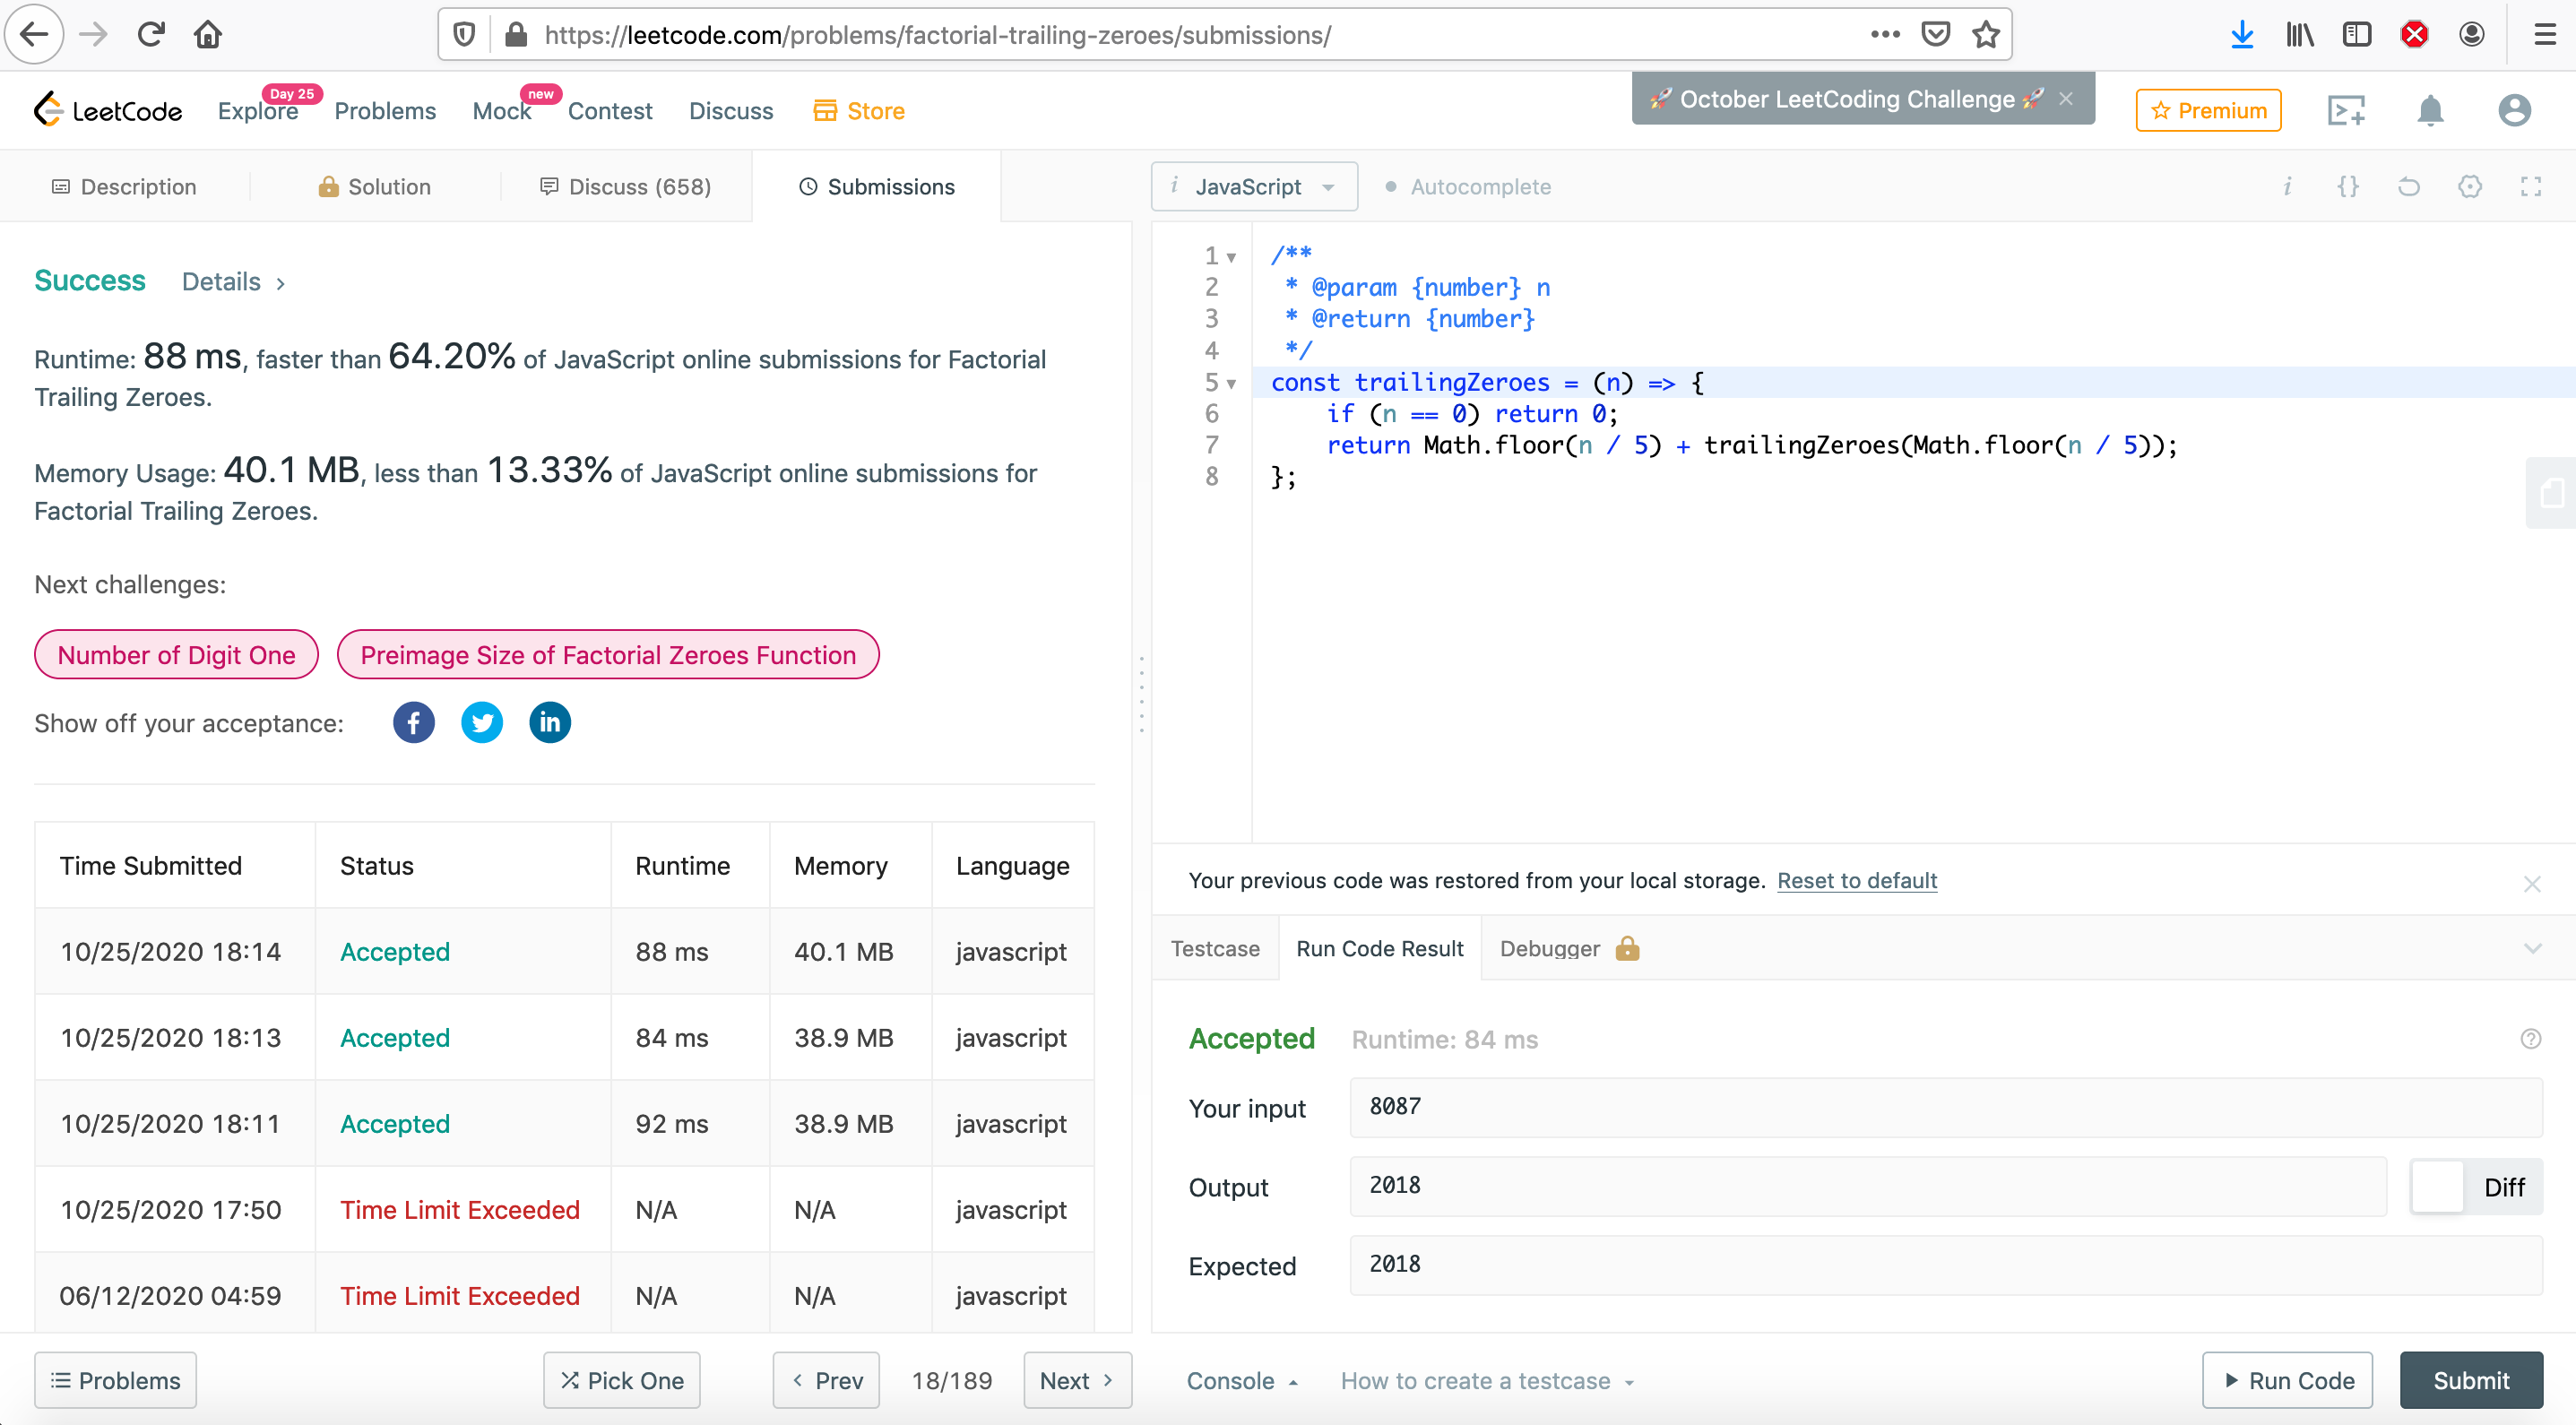 https://leetcode.com/problems/factorial-trailing-zeroes/submissions/
LeetCode
Explore
Day 25
Problems
Mock
new
Contest
Discuss
Store
🚀 October LeetCoding Challenge 🚀
Premium
Description
Solution
Discuss (658)
Submissions
Success
Details
Runtime: 88 ms, faster than 64.20% of JavaScript online submissions for Factorial
Trailing Zeroes.
Memory Usage: 40.1 MB, less than 13.33% of JavaScript online submissions for
Factorial Trailing Zeroes.
Next challenges:
Number of Digit One
Preimage Size of Factorial Zeroes Function
Show off your acceptance:
Time Submitted Status Runtime Memory Language
10/25/2020 18:14 Accepted 88 ms 40.1 MB javascript
10/25/2020 18:13 Accepted 84 ms 38.9 MB javascript
10/25/2020 18:11 Accepted 92 ms 38.9 MB javascript
10/25/2020 17:50 Time Limit Exceeded N/A N/A javascript
06/12/2020 04:59 Time Limit Exceeded N/A N/A javascript
Problems
Pick One
Prev
18/189
Next
i JavaScript
Autocomplete
i {}
1 /**
2  * @param {number} n
3  * @return {number}
4  */
5 const trailingZeroes = (n) => {
6     if (n == 0) return 0;
7     return Math.floor(n / 5) + trailingZeroes(Math.floor(n / 5));
8 };
Your previous code was restored from your local storage. Reset to default
Testcase
Run Code Result
Debugger
Accepted
Runtime: 84 ms
Your input
8087
Output
2018
Diff
Expected
2018
Console
How to create a testcase
Run Code
Submit